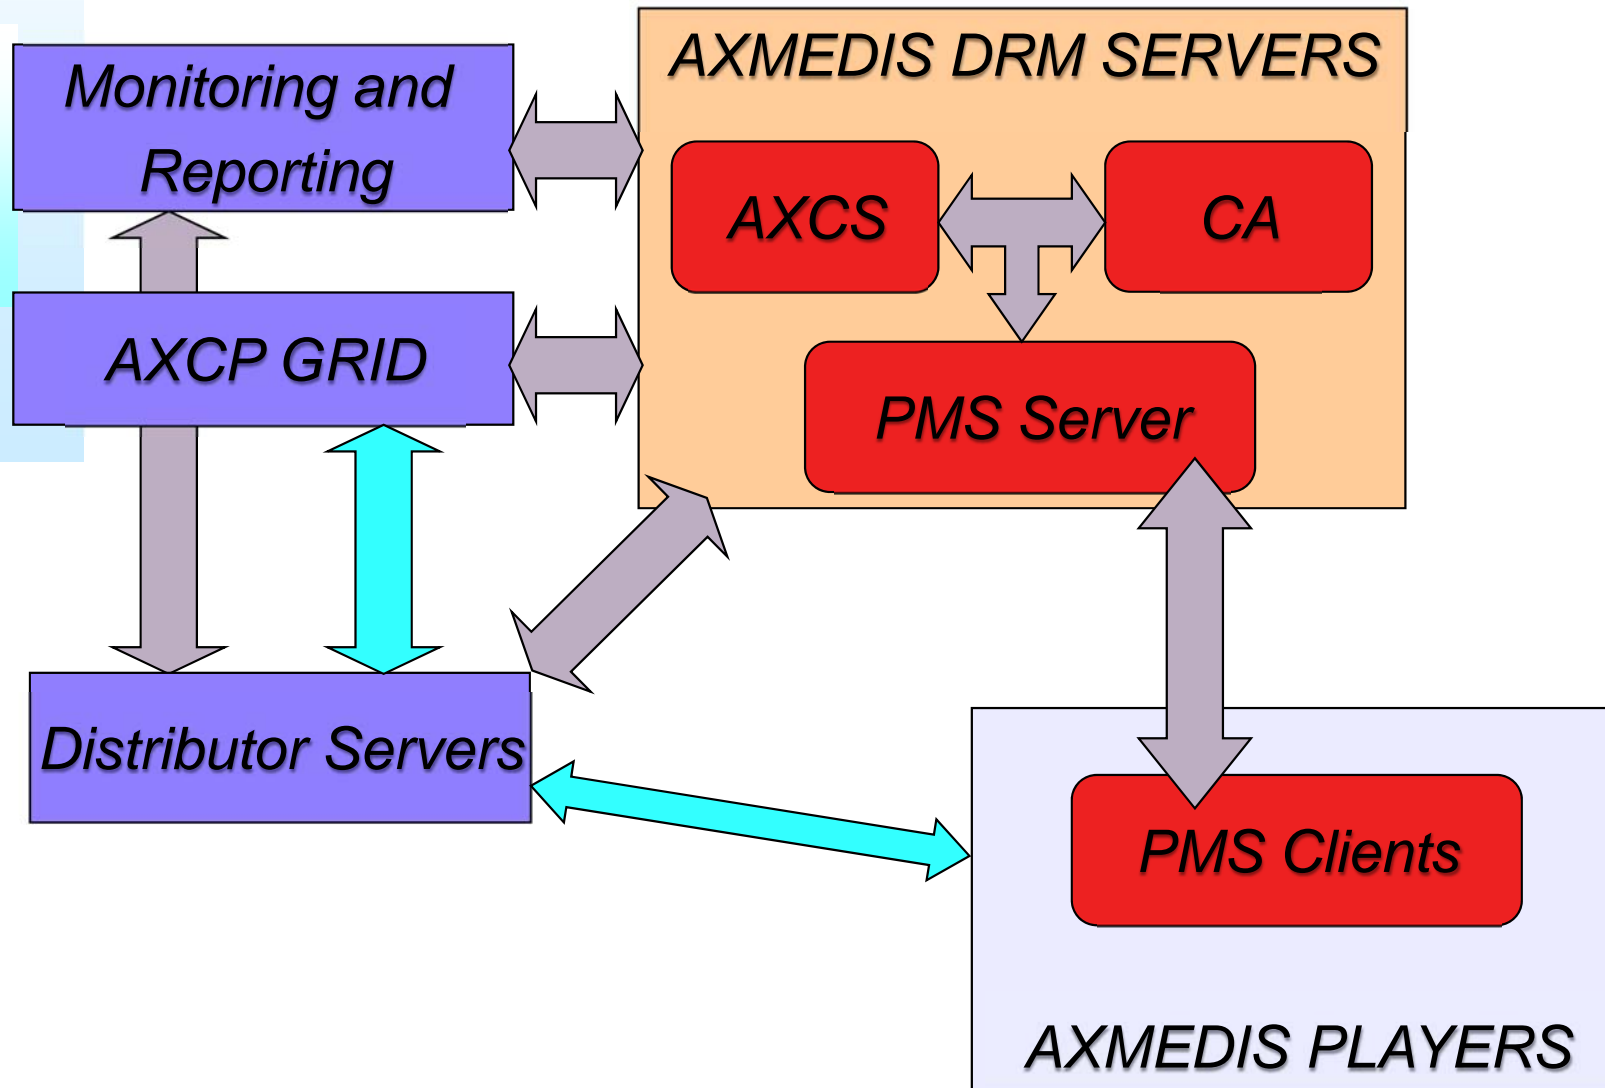 Monitoring and
Reporting
AXMEDIS DRM SERVERS
AXCS
CA
AXCP GRID
PMS Server
Distributor Servers
PMS Clients
AXMEDIS PLAYERS